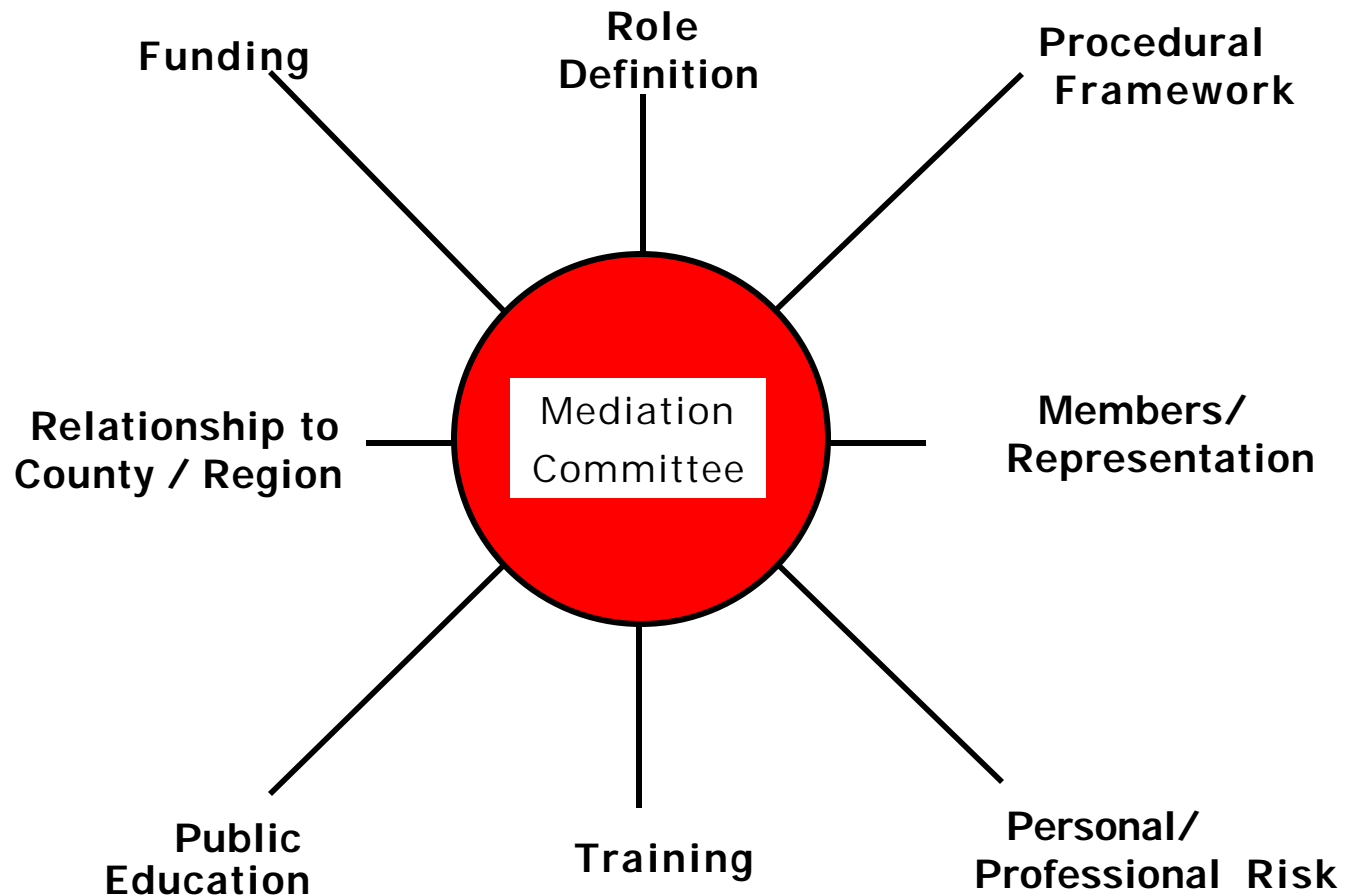 Funding
Role
Definition
Procedural
Framework
Relationship to
County / Region
Mediation
Committee
Members/
Representation
Public
Education
Training
Personal/
Professional Risk